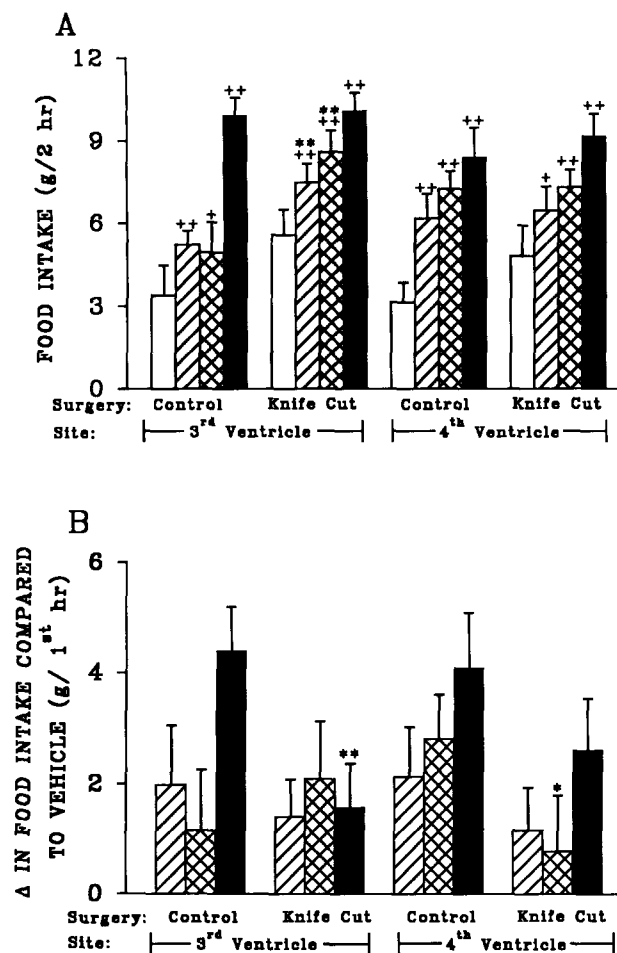 A
FOOD INTAKE (g/2 hr)
12
9
6
3
0
++ + ++
** ++ ** ++ ++
++ ++ ++
+ ++ ++
Surgery: Control Knife Cut Control Knife Cut
Site: 3rd Ventricle 4th Ventricle
B
Δ IN FOOD INTAKE COMPARED
TO VEHICLE (g/ 1st hr)
6
4
2
0
** *
Surgery: Control Knife Cut Control Knife Cut
Site: 3rd Ventricle 4th Ventricle